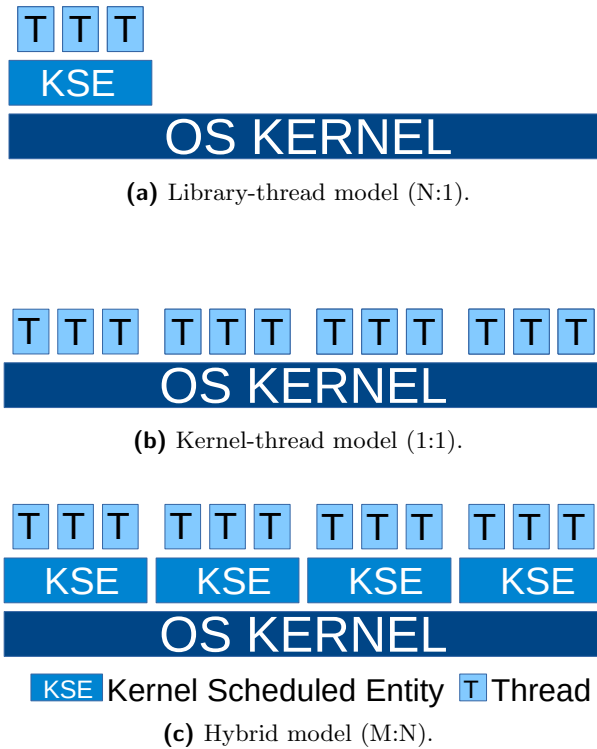 T T T
KSE
OS KERNEL
(a) Library-thread model (N:1).
T T T T T T T T T T T T
OS KERNEL
(b) Kernel-thread model (1:1).
T T T T T T T T T T T T
KSE KSE KSE KSE
OS KERNEL
KSE Kernel Scheduled Entity T Thread
(c) Hybrid model (M:N).